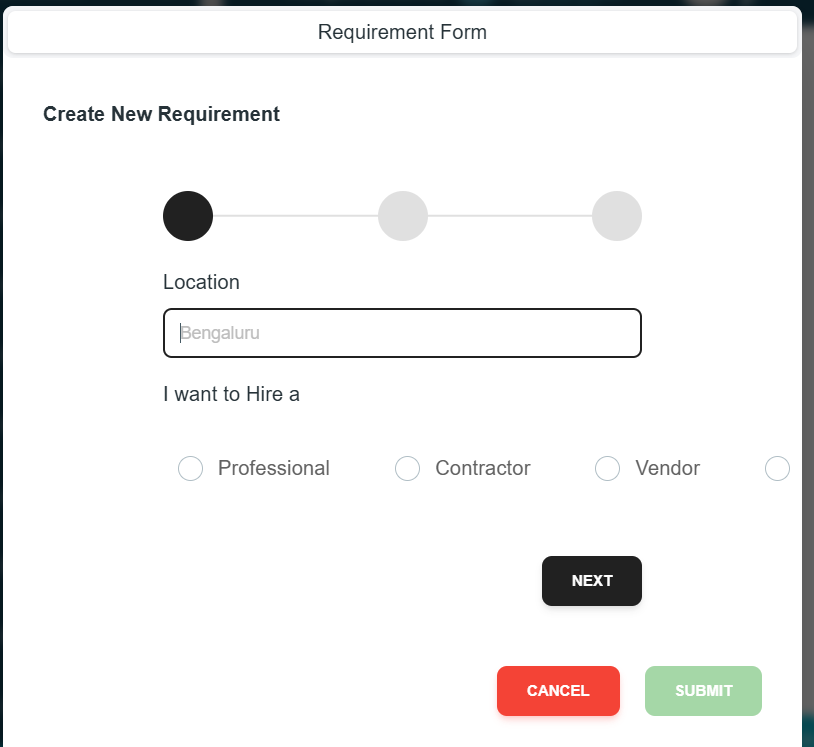 Requirement Form
Create New Requirement
Location
Bengaluru
I want to Hire a
Professional Contractor Vendor
NEXT
CANCEL SUBMIT